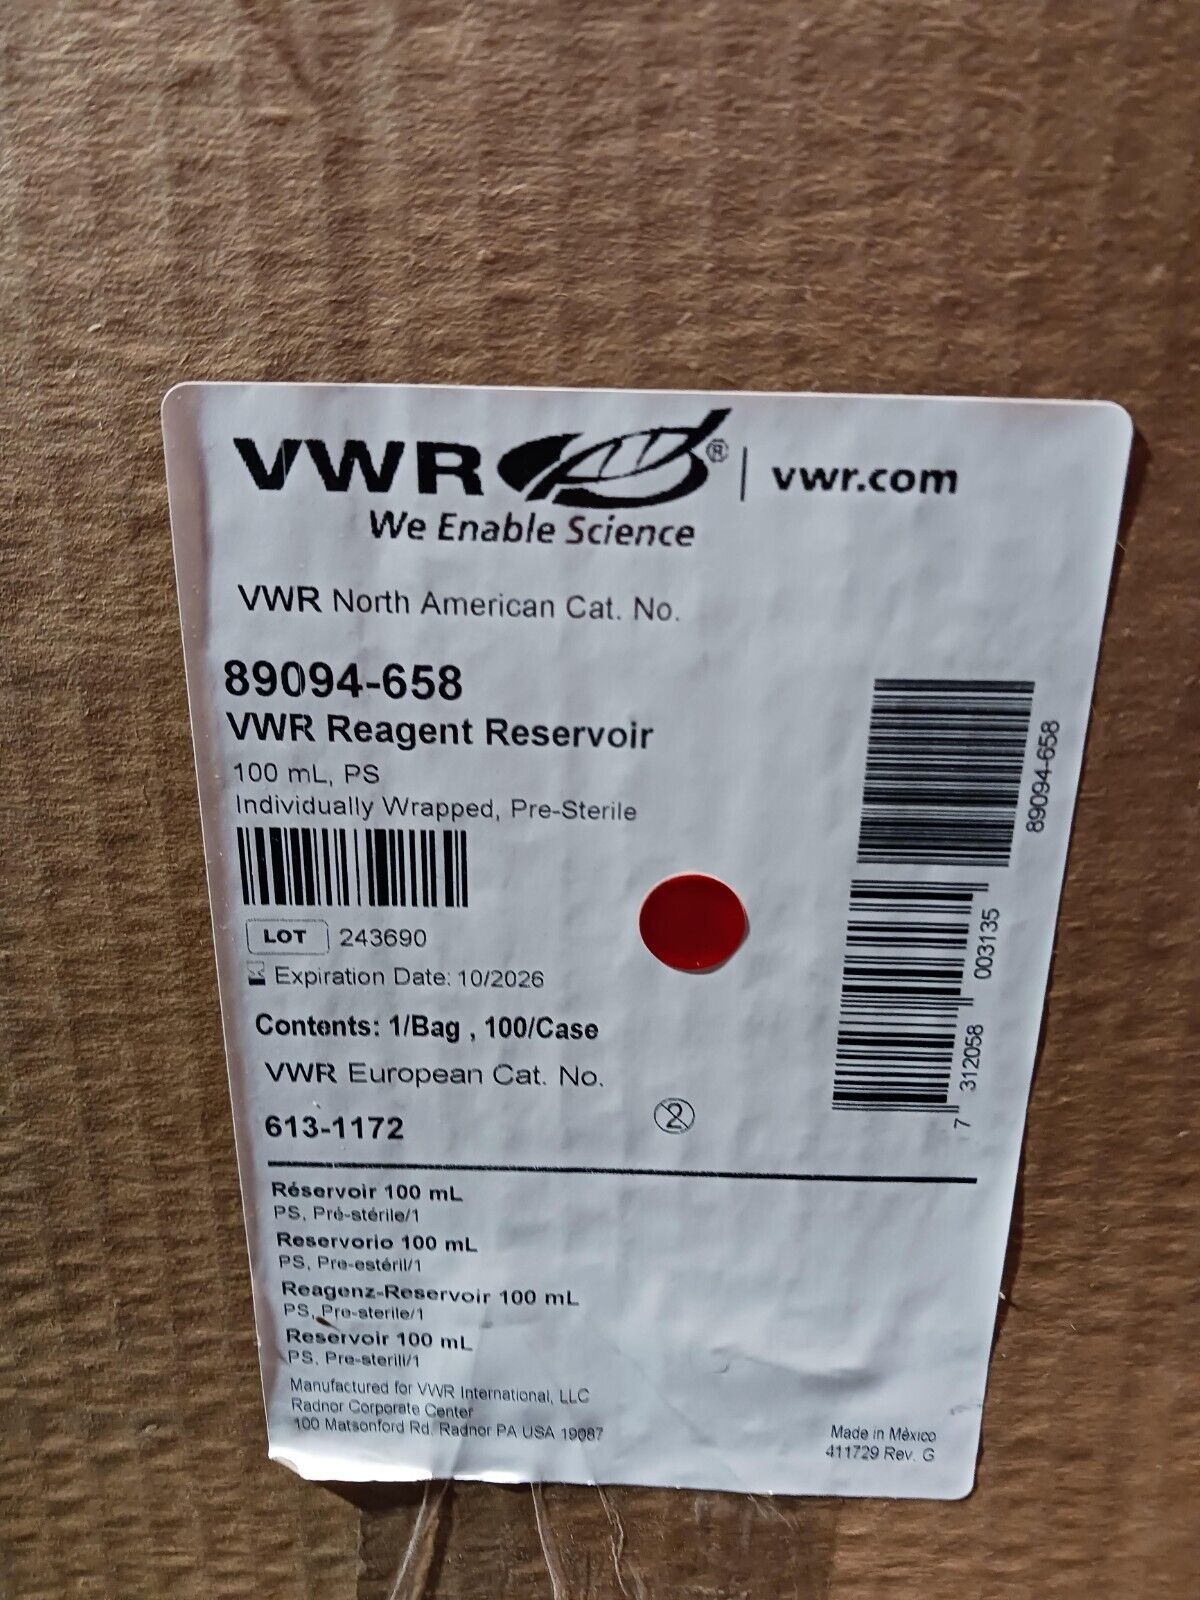 VWR® | vwr.com
We Enable Science
VWR North American Cat. No.
89094-658
VWR Reagent Reservoir
100 mL, PS
Individually Wrapped, Pre-Sterile
LOT 243690
Expiration Date: 10/2026
Contents: 1/Bag , 100/Case
VWR European Cat. No.
613-1172
2
89094-658
7 312058 003135
Réservoir 100 mL
PS, Pré-stérile/1
Reservorio 100 mL
PS, Pre-estéril/1
Reagenz-Reservoir 100 mL
PS, Pre-sterile/1
Reservoir 100 mL
PS, Pre-sterili/1
Manufactured for VWR International, LLC
Radnor Corporate Center
100 Matsonford Rd. Radnor PA USA 19087
Made in México
411729 Rev. G